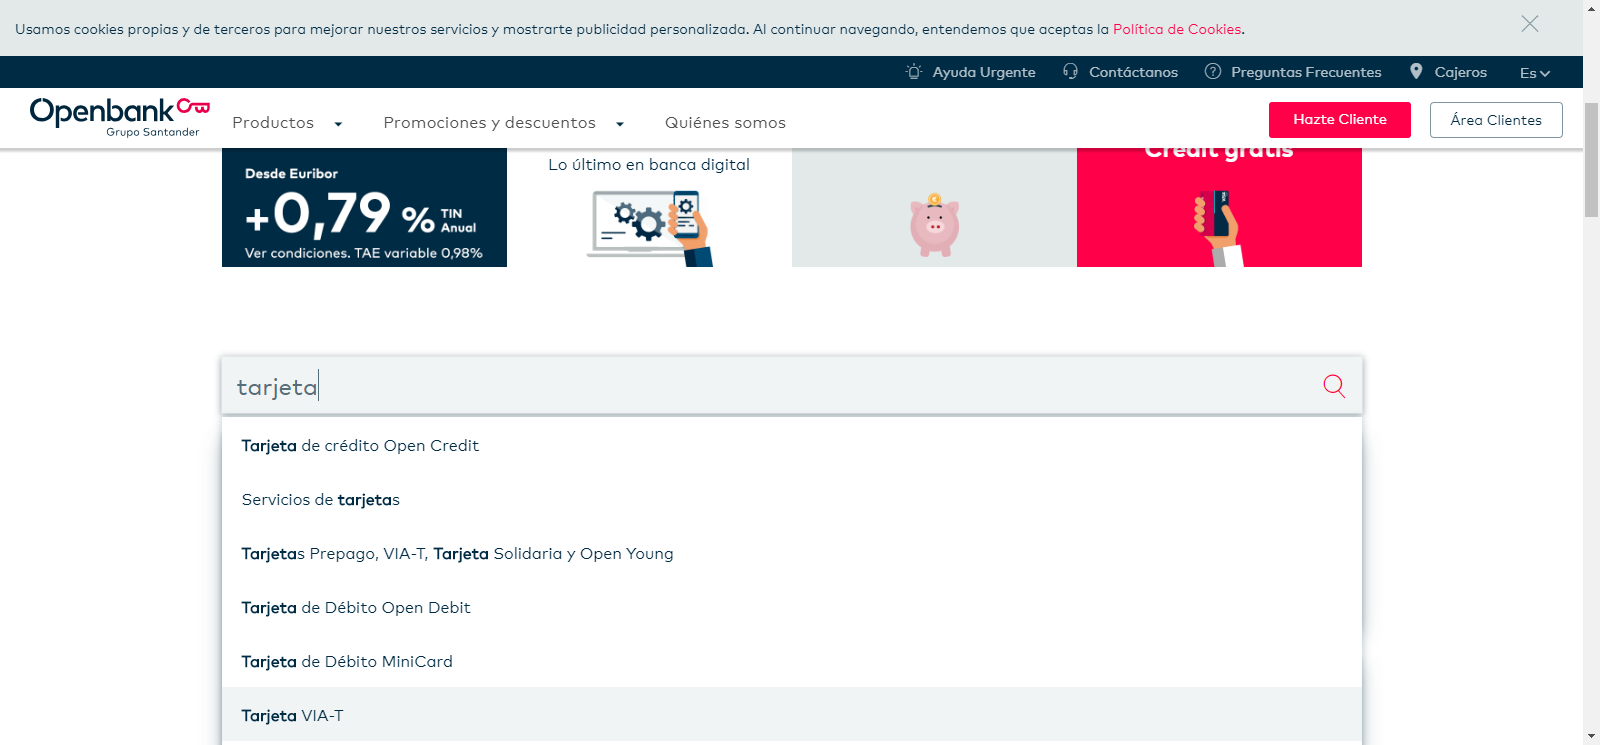 Usamos cookies propias y de terceros para mejorar nuestros servicios y mostrarte publicidad personalizada. Al continuar navegando, entendemos que aceptas la Política de Cookies.
Ayuda Urgente Contáctanos Preguntas Frecuentes Cajeros Es
Openbank
Grupo Santander
Productos Promociones y descuentos Quiénes somos Hazte Cliente Área Clientes
Desde Euribor
+0,79 % TIN Anual
Ver condiciones. TAE variable 0,98%
Lo último en banca digital
Credit gratis
tarjeta
Tarjeta de crédito Open Credit
Servicios de tarjetas
Tarjetas Prepago, VIA-T, Tarjeta Solidaria y Open Young
Tarjeta de Débito Open Debit
Tarjeta de Débito MiniCard
Tarjeta VIA-T